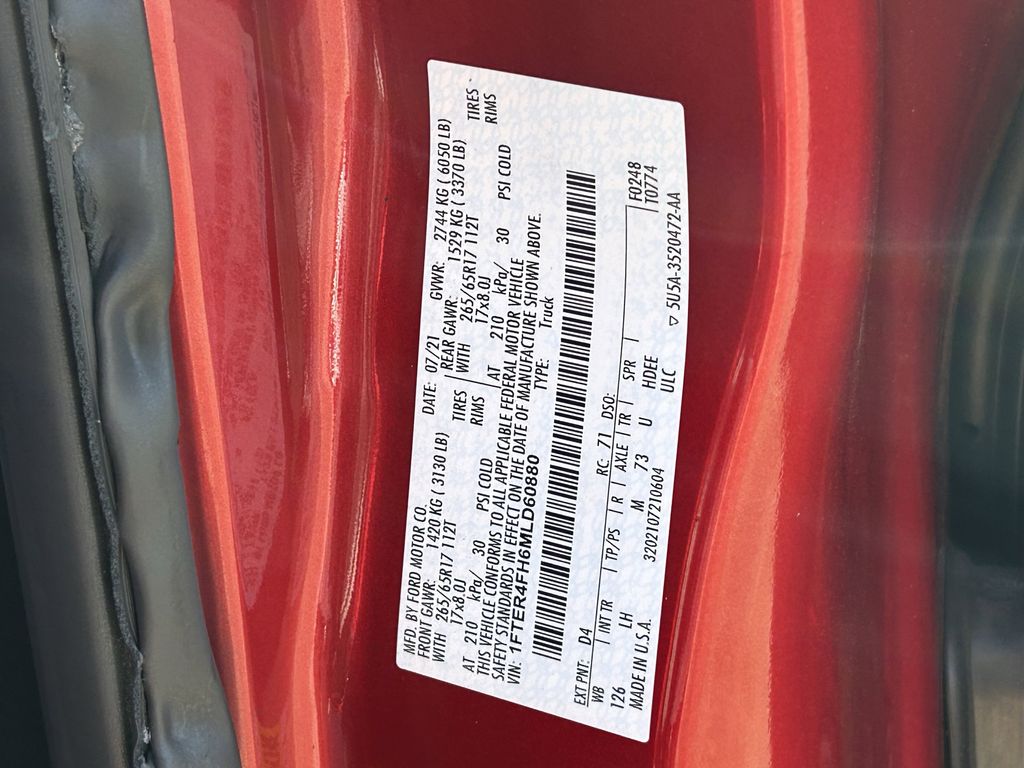 MFD. BY FORD MOTOR CO.
DATE: 07/21 GVWR: 2744 KG ( 6050 LB)
FRONT GAWR: 1420 KG ( 3130 LB) REAR GAWR: 1529 KG ( 3370 LB)
WITH 265/65R17 112T TIRES WITH 265/65R17 112T TIRES
17x8.0J RIMS 17x8.0J RIMS
AT 210 kPa/ 30 PSI COLD AT 210 kPa/ 30 PSI COLD
THIS VEHICLE CONFORMS TO ALL APPLICABLE FEDERAL MOTOR VEHICLE
SAFETY STANDARDS IN EFFECT ON THE DATE OF MANUFACTURE SHOWN ABOVE.
VIN: 1FTER4FH6MLD60880 TYPE: Truck
EXT PNT: D4 RC: 71 DSO:
WB INT TR TP/PS R AXLE TR SPR F0248
126 LH M 73 U HDEE T0774
MADE IN U.S.A. 3202107210604 ULC
▽ 5U5A-3520472-AA